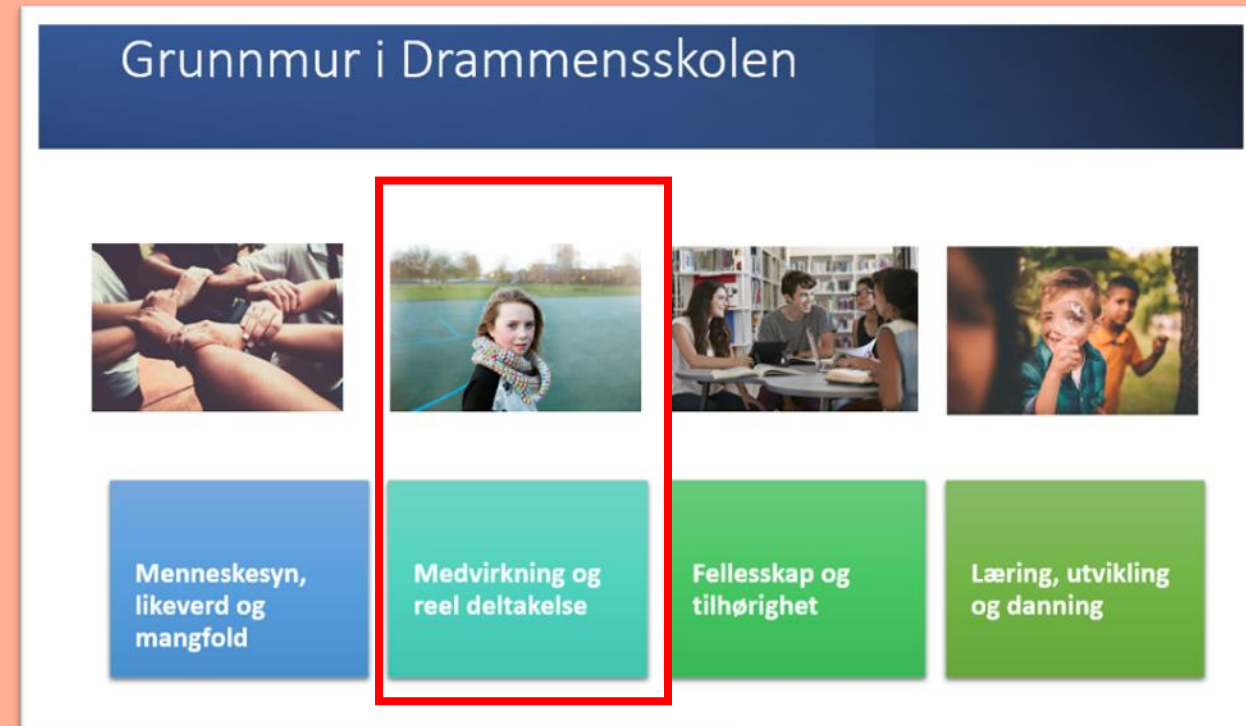 Grunnmur i Drammensskolen
Menneskesyn,
likeverd og
mangfold
Medvirkning og
reel deltakelse
Fellesskap og
tilhørighet
Læring, utvikling
og danning